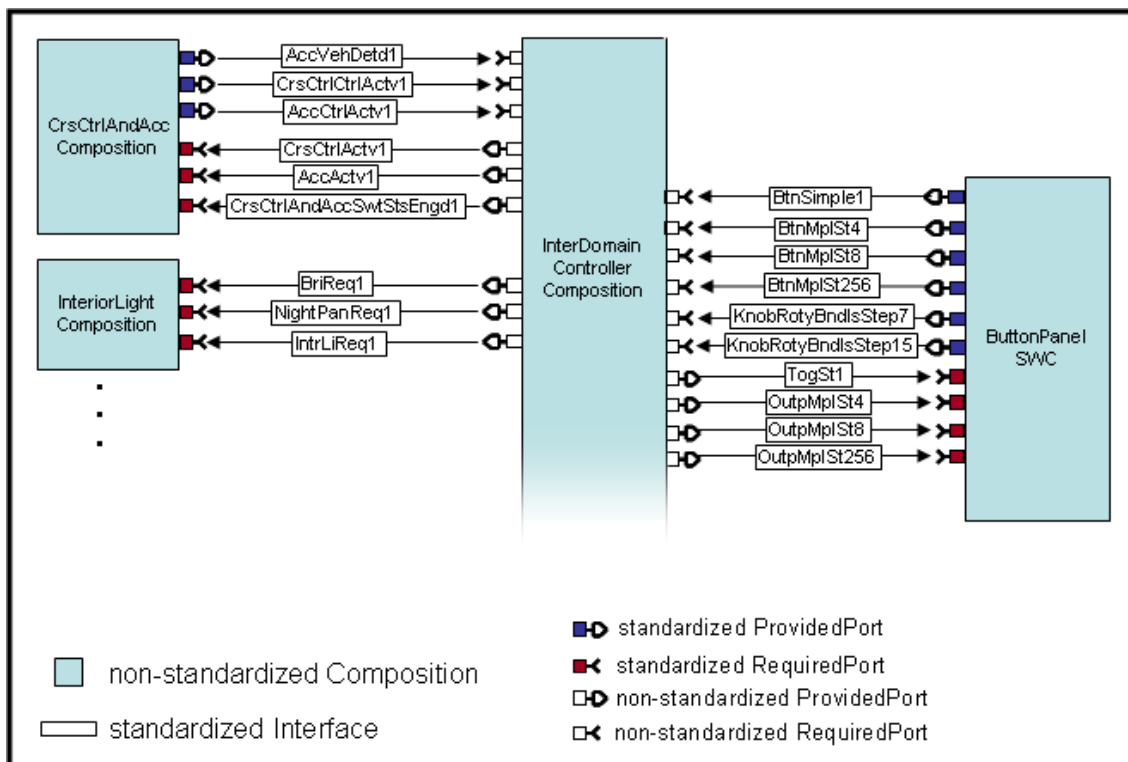 CrsCtrlAndAcc
Composition
AccVehDetd1
CrsCtrlCtrlActv1
AccCtrlActv1
CrsCtrlActv1
AccActv1
CrsCtrlAndAccSwtStsEngd1
InteriorLight
Composition
BriReq1
NightPanReq1
IntrLiReq1
InterDomain
Controller
Composition
BtnSimple1
BtnMplSt4
BtnMplSt8
BtnMplSt256
KnobRotyBndIsStep7
KnobRotyBndIsStep15
TogSt1
OutpMplSt4
OutpMplSt8
OutpMplSt256
ButtonPanel
SWC
non-standardized Composition
standardized Interface
standardized ProvidedPort
standardized RequiredPort
non-standardized ProvidedPort
non-standardized RequiredPort